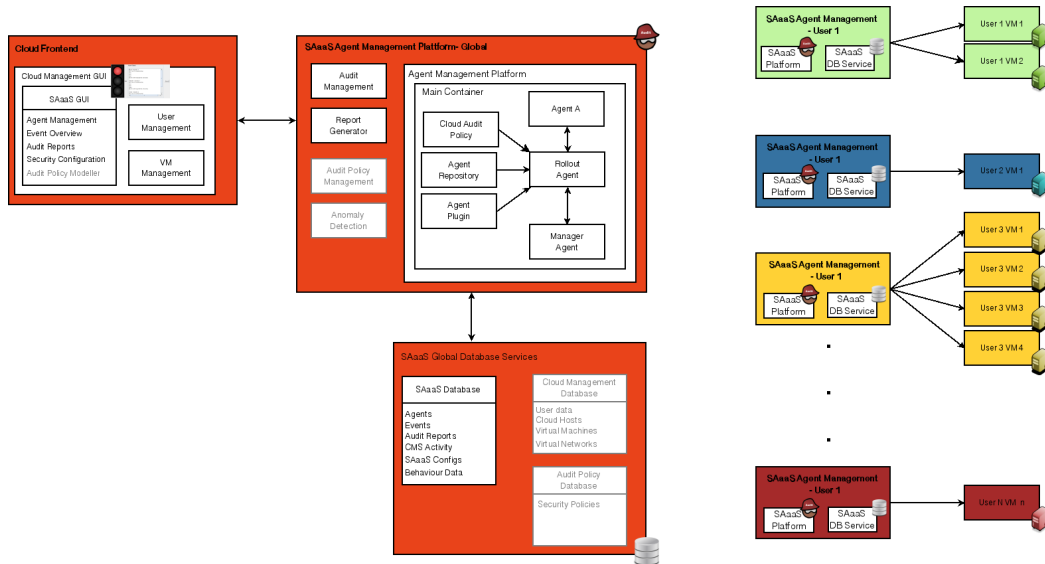 Cloud Frontend
Cloud Management GUI
SAaaS GUI
Agent Management
Event Overview
Audit Reports
Security Configuration
Audit Policy Modeller
User
Management
VM
Management
SAaaS Agent Management Plattform- Global
Audit
Management
Report
Generator
Audit Policy
Management
Anomaly
Detection
Agent Management Platform
Main Container
Cloud Audit
Policy
Agent
Repository
Agent
Plugin
Agent A
Rollout
Agent
Manager
Agent
SAaaS Global Database Services
SAaaS Database
Agents
Events
Audit Reports
CMS Activity
SAaaS Configs
Behaviour Data
Cloud Management
Database
User data
Cloud Hosts
Virtual Machines
Virtual Networks
Audit Policy
Database
Security Policies
SAaaS Agent Management
- User 1
SAaaS
Platform
SAaaS
DB Service
User 1 VM 1
User 1 VM 2
SAaaS Agent Management
- User 1
SAaaS
Platform
SAaaS
DB Service
User 2 VM 1
SAaaS Agent Management
- User 1
SAaaS
Platform
SAaaS
DB Service
User 3 VM 1
User 3 VM 2
User 3 VM 3
User 3 VM 4
SAaaS Agent Management
- User 1
SAaaS
Platform
SAaaS
DB Service
User N VM n